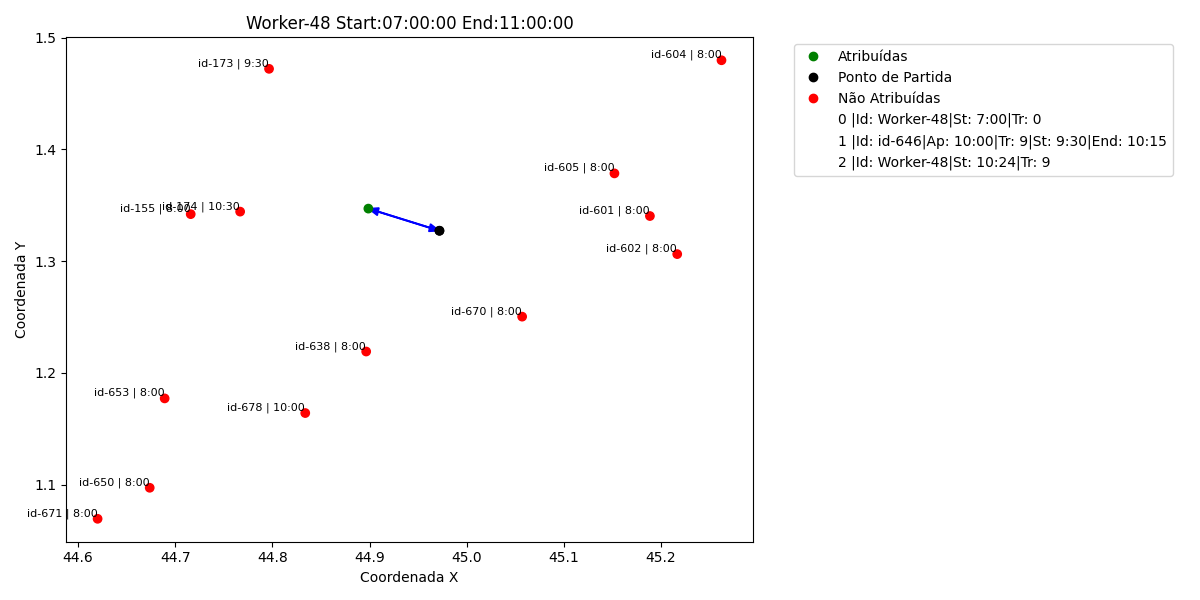 Worker-48 Start:07:00:00 End:11:00:00
Coordenada Y
1.5
1.4
1.3
1.2
1.1
id-173 | 9:30
id-604 | 8:00
id-605 | 8:00
id-155 | 8:00
id-174 | 10:30
id-601 | 8:00
id-602 | 8:00
id-670 | 8:00
id-638 | 8:00
id-653 | 8:00
id-678 | 10:00
id-650 | 8:00
id-671 | 8:00
44.6 44.7 44.8 44.9 45.0 45.1 45.2
Coordenada X
Atribuídas
Ponto de Partida
Não Atribuídas
0 |Id: Worker-48|St: 7:00|Tr: 0
1 |Id: id-646|Ap: 10:00|Tr: 9|St: 9:30|End: 10:15
2 |Id: Worker-48|St: 10:24|Tr: 9